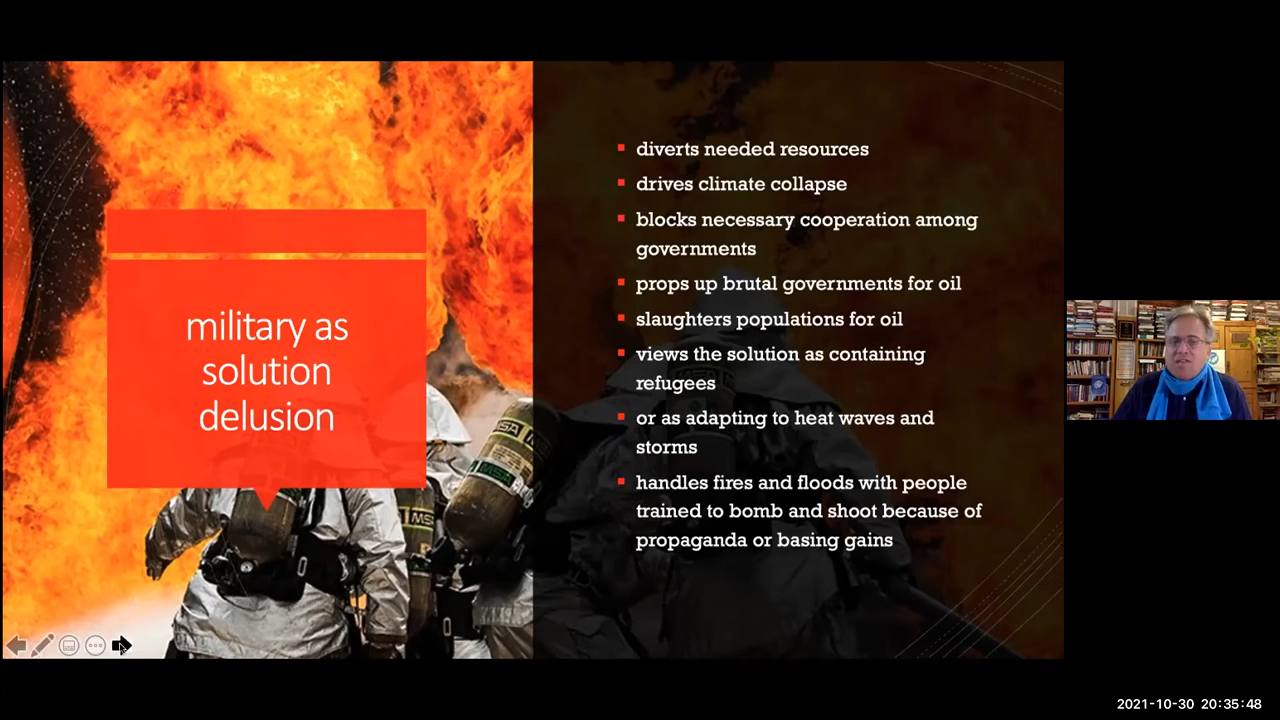 military as
solution
delusion
diverts needed resources
drives climate collapse
blocks necessary cooperation among
governments
props up brutal governments for oil
slaughters populations for oil
views the solution as containing
refugees
or as adapting to heat waves and
storms
handles fires and floods with people
trained to bomb and shoot because of
propaganda or basing gains
MSA
MSA
MSA
2021-10-30 20:35:48